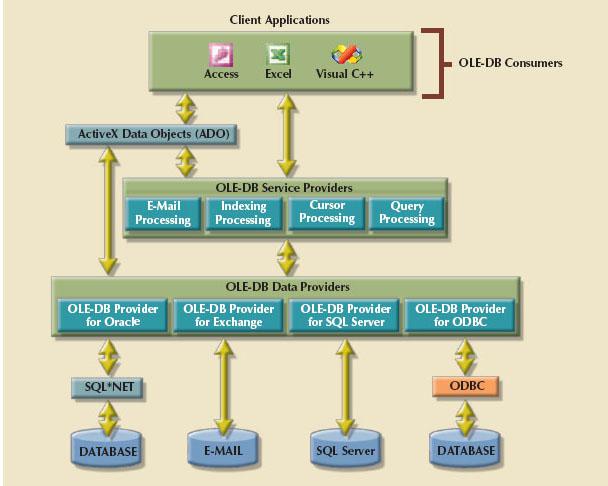 Client Applications
Access
Excel
Visual C++
OLE-DB Consumers
ActiveX Data Objects (ADO)
OLE-DB Service Providers
E-Mail
Processing
Indexing
Processing
Cursor
Processing
Query
Processing
OLE-DB Data Providers
OLE-DB Provider
for Oracle
OLE-DB Provider
for Exchange
OLE-DB Provider
for SQL Server
OLE-DB Provider
for ODBC
SQL*NET
ODBC
DATABASE
E-MAIL
SQL Server
DATABASE